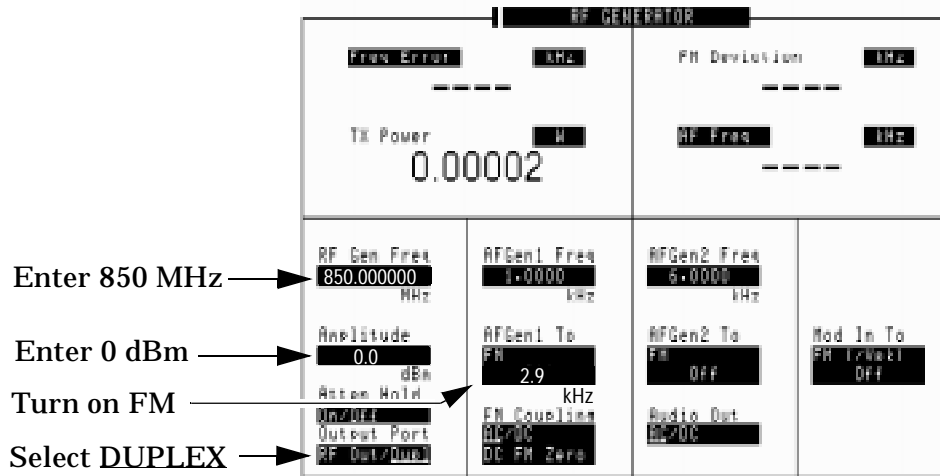 RF GENERATOR
Freq Error kHz
----
TX Power W
0.00002
FM Deviation kHz
----
AF Freq kHz
----
Enter 850 MHz
RF Gen Freq
850.000000
MHz
Enter 0 dBm
Amplitude
0.0
dBm
Turn on FM
Atten Hold
On/Off
Select DUPLEX
Output Port
RF Out/Dupl
AFGen1 Freq
1.0000
kHz
AFGen1 To
FM
2.9
kHz
FM Coupling
AC/DC
DC FM Zero
AFGen2 Freq
6.0000
kHz
AFGen2 To
FM
Off
Audio Out
AC/DC
Mod In To
FM (/Vpk)
Off